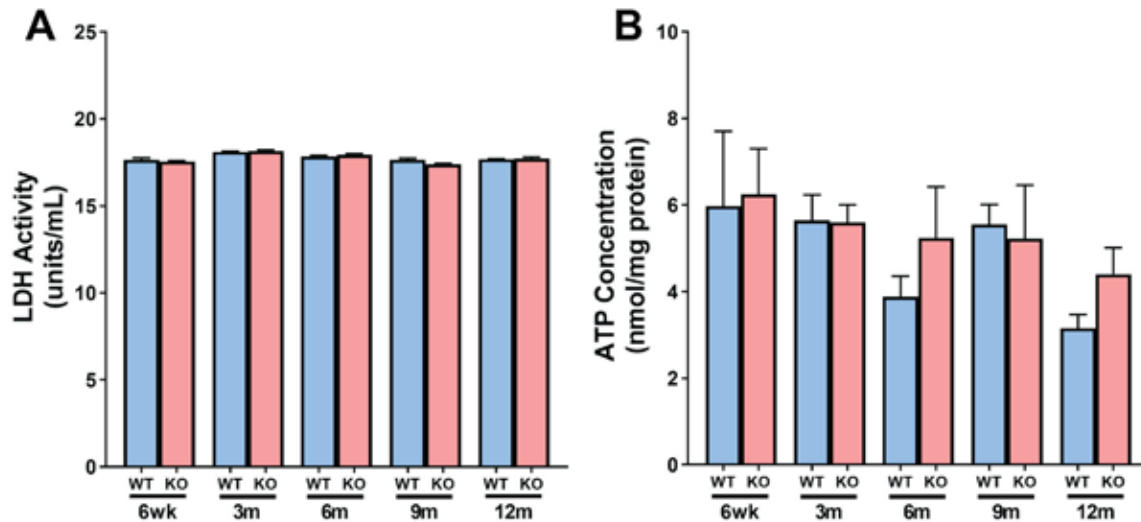 A
LDH Activity
(units/mL)
25
20
15
10
5
0
WT KO WT KO WT KO WT KO WT KO
6wk 3m 6m 9m 12m
B
ATP Concentration
(nmol/mg protein)
10
8
6
4
2
0
WT KO WT KO WT KO WT KO WT KO
6wk 3m 6m 9m 12m